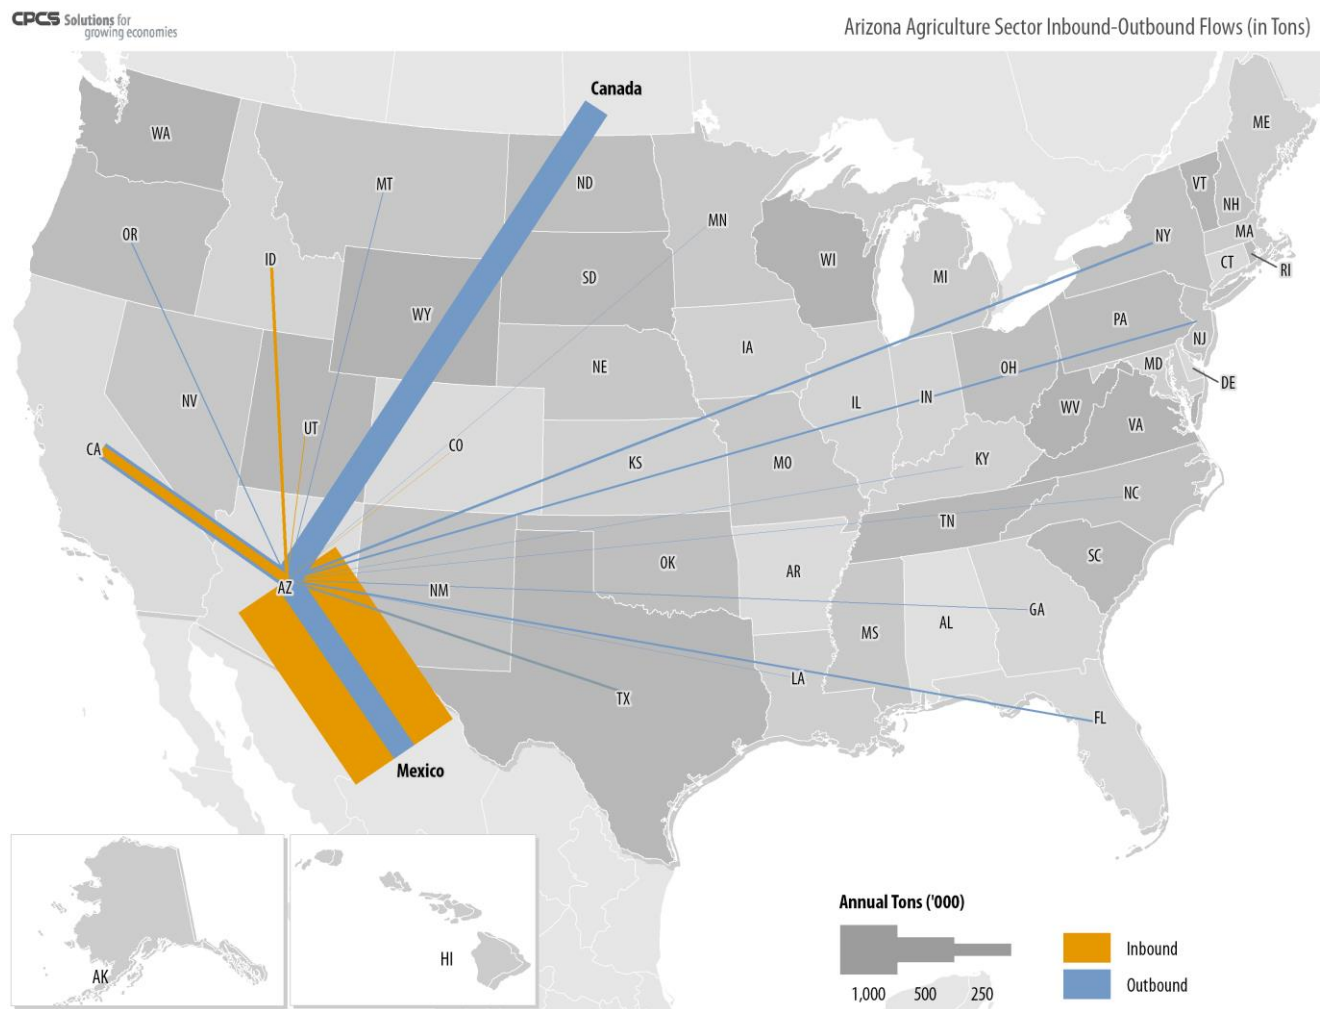 CPCS Solutions for
growing economies
Arizona Agriculture Sector Inbound-Outbound Flows (in Tons)
Canada
WA
MT
ND
MN
ME
VT
NH
OR
ID
SD
WI
MI
NY
MA
CT
RI
WY
NE
IA
PA
NJ
MD
DE
NV
UT
CO
IL
IN
OH
WV
VA
CA
KS
MO
KY
NC
TN
AZ
NM
OK
AR
SC
MS
AL
GA
TX
LA
FL
Mexico
AK
HI
Annual Tons ('000)
1,000 500 250
Inbound
Outbound